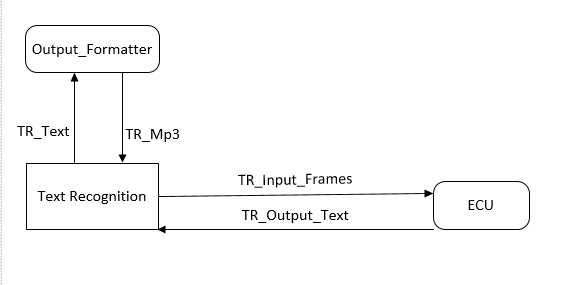 Output_Formatter
TR_Text
TR_Mp3
Text Recognition
TR_Input_Frames
ECU
TR_Output_Text